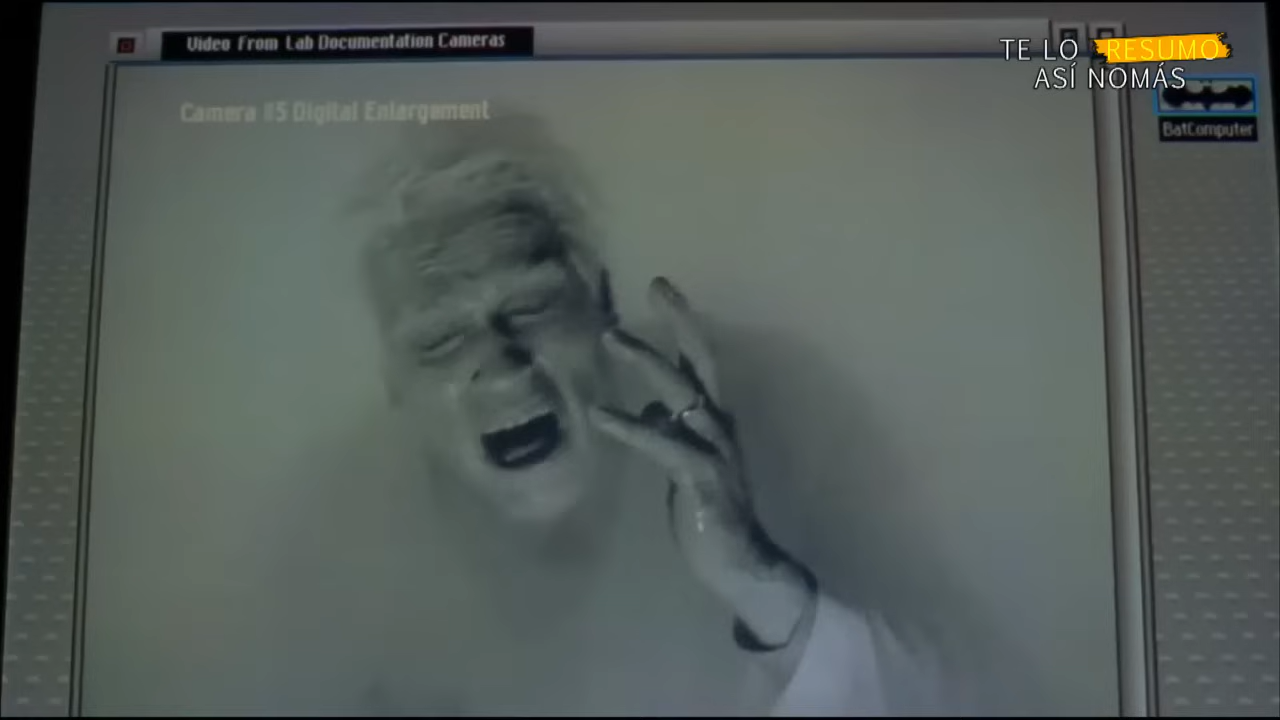 Video from Lab Documentation Cameras
TE LO RESUMO
ASÍ NOMÁS
Camera #5 Digital Enlargement
BatComputer